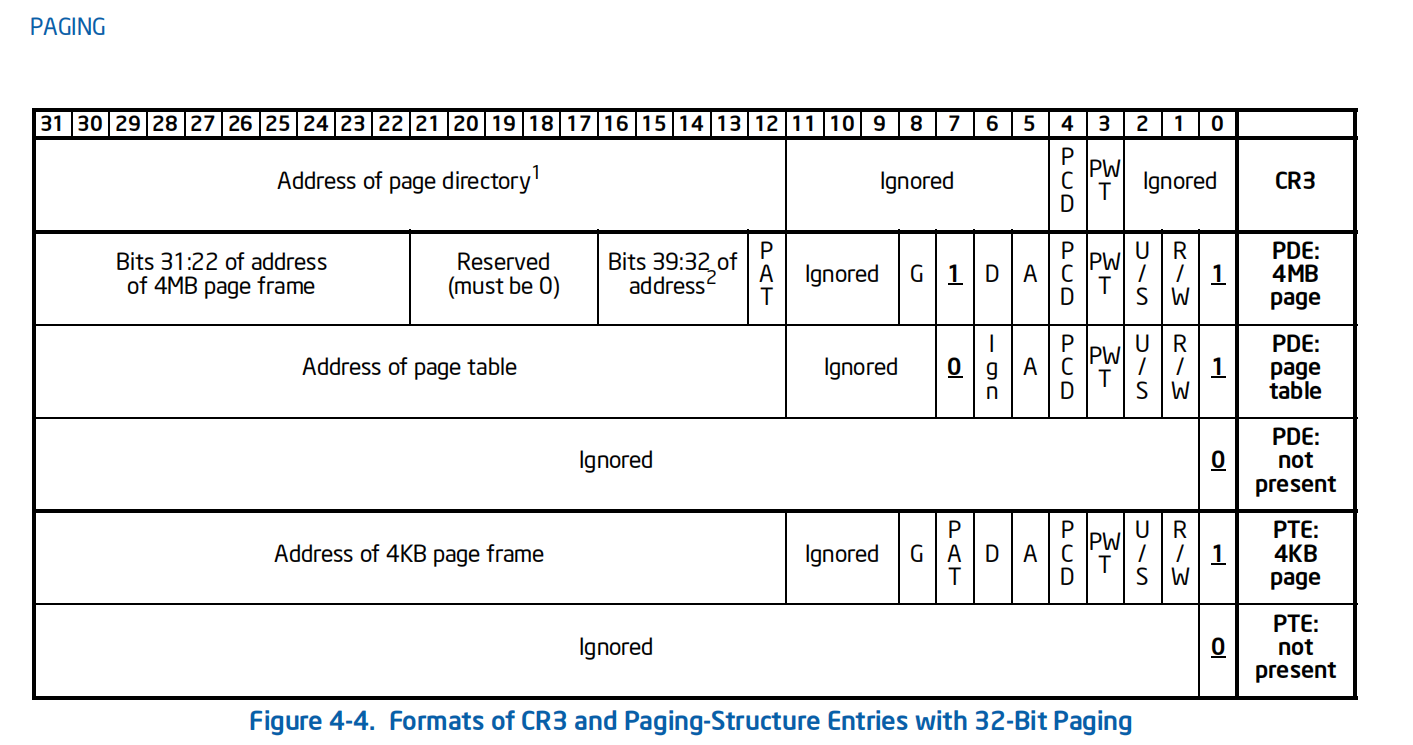 PAGING
31 30 29 28 27 26 25 24 23 22 21 20 19 18 17 16 15 14 13 12 11 10 9 8 7 6 5 4 3 2 1 0
Address of page directory1 Ignored PCD PWT Ignored CR3
Bits 31:22 of address
of 4MB page frame
Reserved
(must be 0)
Bits 39:32 of
address2
PAT Ignored G 1 D A PCD PWT U/S R/W 1
PDE:
4MB
page
Address of page table Ignored 0 Ign A PCD PWT U/S R/W 1
PDE:
page
table
Ignored 0
PDE:
not
present
Address of 4KB page frame Ignored G PAT D A PCD PWT U/S R/W 1
PTE:
4KB
page
Ignored 0
PTE:
not
present
Figure 4-4. Formats of CR3 and Paging-Structure Entries with 32-Bit Paging